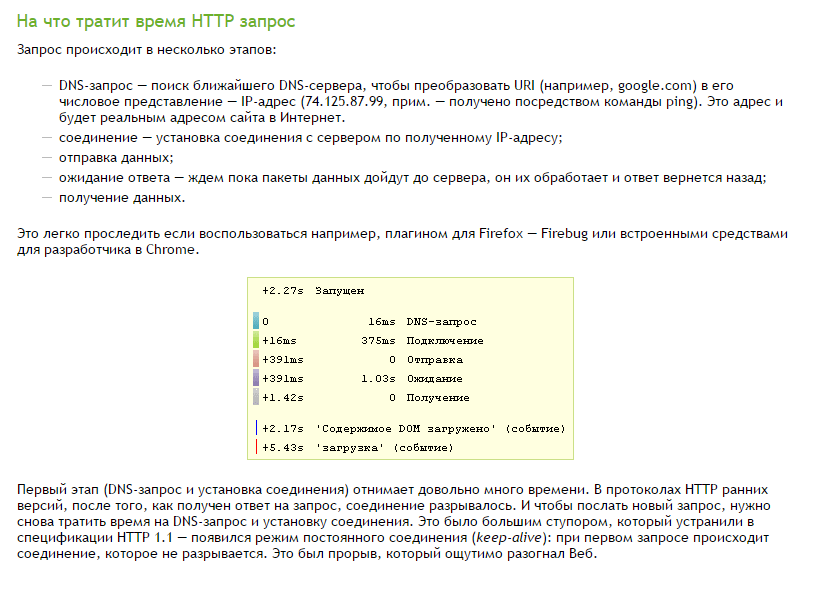 На что тратит время HTTP запрос
Запрос происходит в несколько этапов:
— DNS-запрос — поиск ближайшего DNS-сервера, чтобы преобразовать URI (например, google.com) в его
числовое представление — IP-адрес (74.125.87.99, прим. — получено посредством команды ping). Это адрес и
будет реальным адресом сайта в Интернет.
— соединение — установка соединения с сервером по полученному IP-адресу;
— отправка данных;
— ожидание ответа — ждем пока пакеты данных дойдут до сервера, он их обработает и ответ вернется назад;
— получение данных.
Это легко проследить если воспользоваться например, плагином для Firefox — Firebug или встроенными средствами
для разработчика в Chrome.
+2.27s Запущен
0 16ms DNS-запрос
+16ms 375ms Подключение
+391ms 0 Отправка
+391ms 1.03s Ожидание
+1.42s 0 Получение
+2.17s 'Содержимое DOM загружено' (событие)
+5.43s 'загрузка' (событие)
Первый этап (DNS-запрос и установка соединения) отнимает довольно много времени. В протоколах HTTP ранних
версий, после того, как получен ответ на запрос, соединение разрывалось. И чтобы послать новый запрос, нужно
снова тратить время на DNS-запрос и установку соединения. Это было большим ступором, который устранили в
спецификации HTTP 1.1 — появился режим постоянного соединения (keep-alive): при первом запросе происходит
соединение, которое не разрывается. Это был прорыв, который ощутимо разогнал Веб.